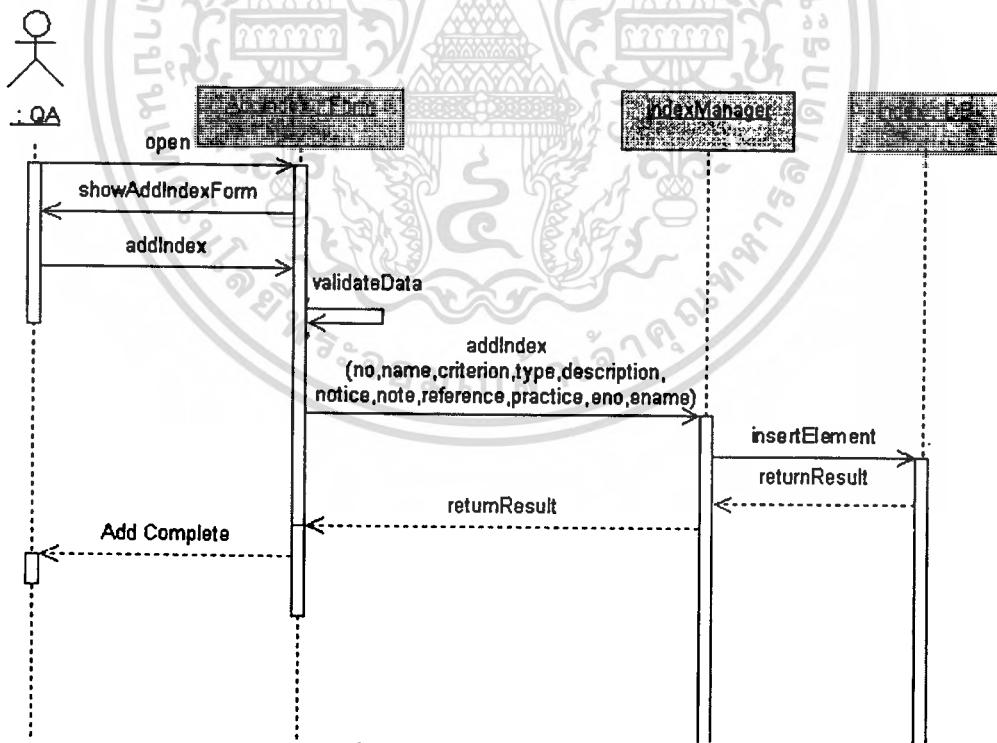 : QA
IndexManager
open
showAddIndexForm
addIndex
validateData
addIndex
(no,name,criterion,type,description,
notice,note,reference,practice,eno,ename)
insertElement
returnResult
returnResult
Add Complete